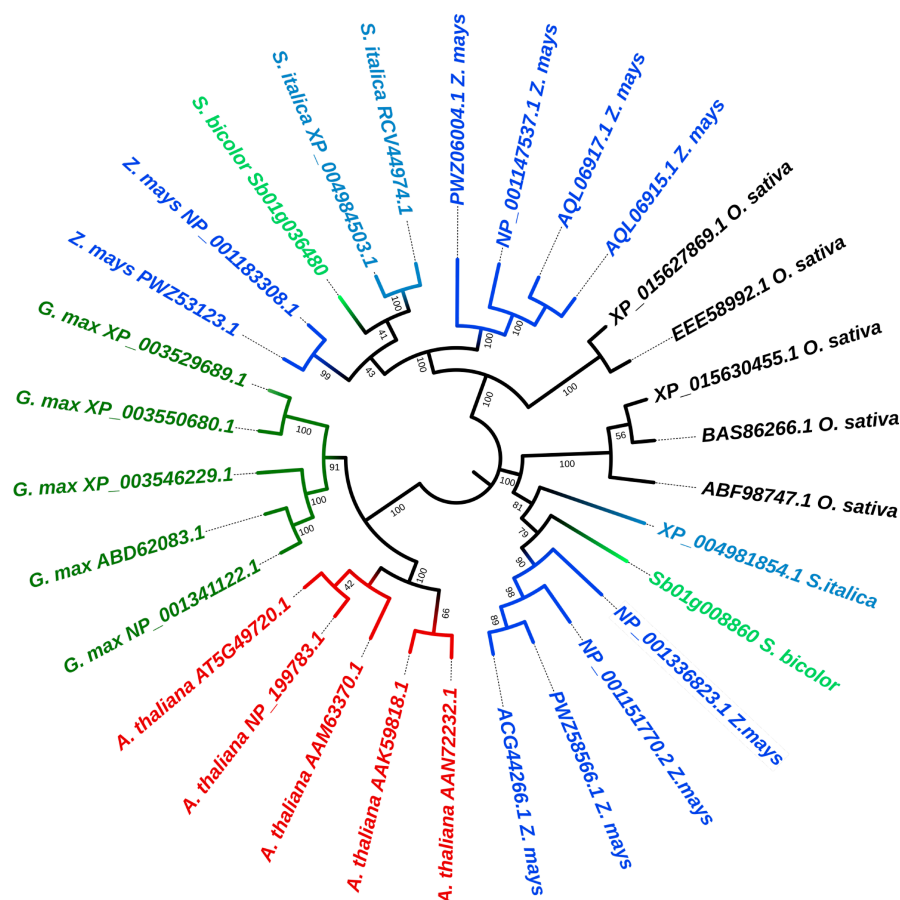 PWZ06004.1 Z. mays
NP_001147537.1 Z. mays
AQL06917.1 Z. mays
AQL06915.1 Z. mays
XP_015627869.1 O. sativa
EEE58992.1 O. sativa
XP_015630455.1 O. sativa
BAS86266.1 O. sativa
ABF98747.1 O. sativa
XP_004981854.1 S.italica
Sb01g008860 S. bicolor
NP_001336823.1 Z.mays
NP_001151770.2 Z.mays
PWZ58566.1 Z. mays
ACG44266.1 Z. mays
A. thaliana AAN72232.1
A. thaliana AAK59818.1
A. thaliana AAM63370.1
A. thaliana NP_199783.1
A. thaliana AT5G49720.1
G. max NP_001341122.1
G. max ABD62083.1
G. max XP_003546229.1
G. max XP_003550680.1
G. max XP_003529689.1
Z. mays PWZ53123.1
Z. mays NP_001183308.1
S. bicolor Sb01g036480
S. italica XP_004984503.1
S. italica RCV44974.1
100
100
100
100
100
56
100
100
81
79
90
98
89
66
100
42
100
91
100
100
100
99
43
41
100
100